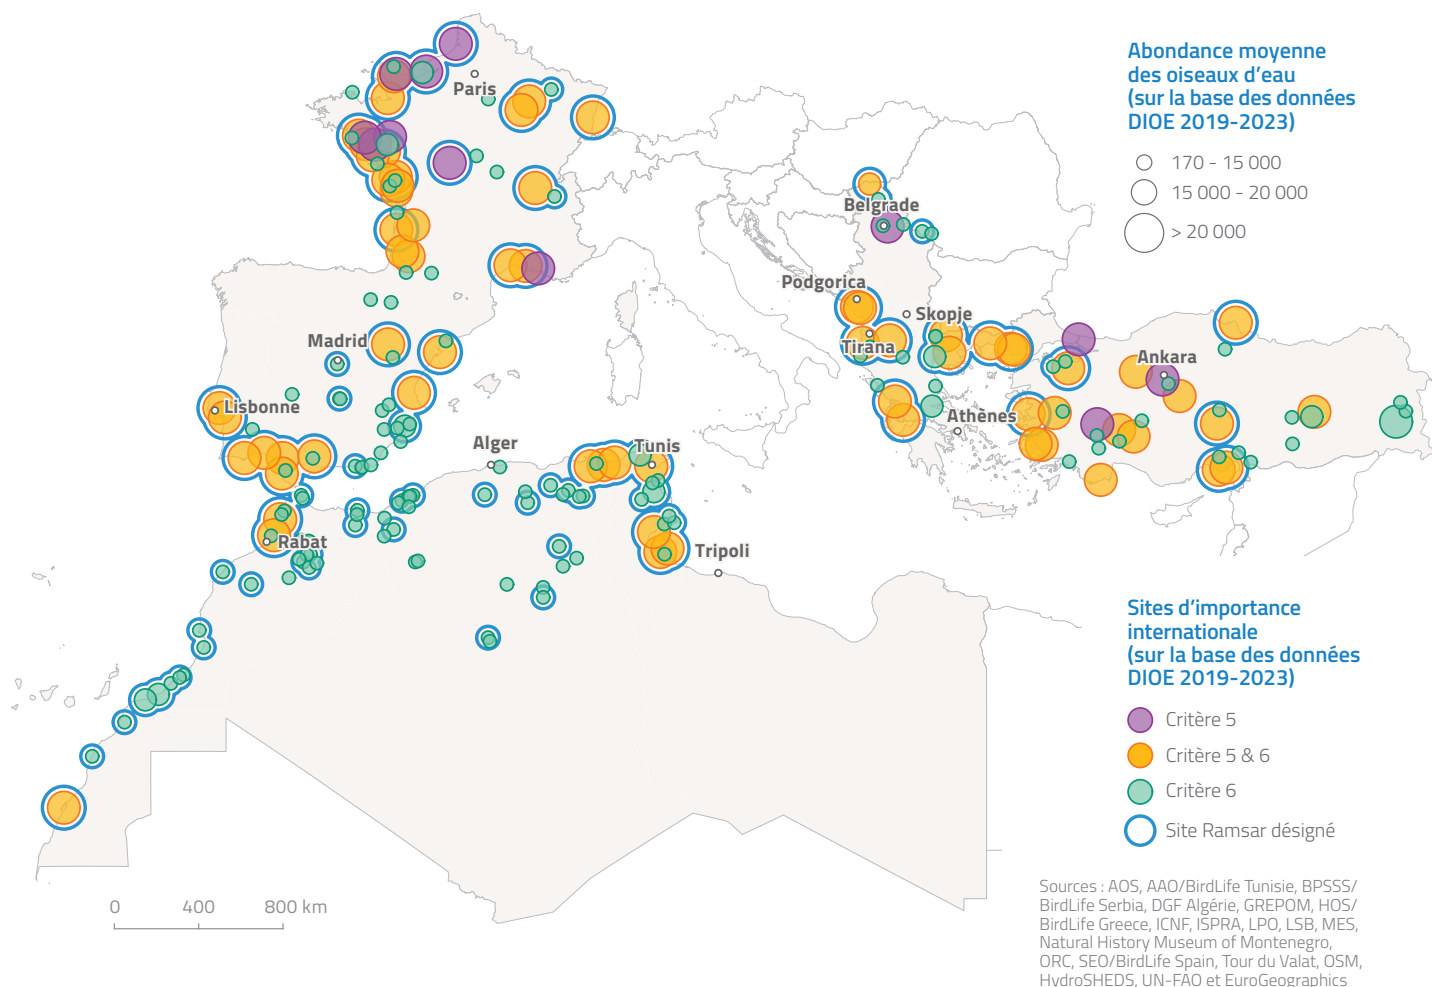 Abondance moyenne
des oiseaux d'eau
(sur la base des données
DIOE 2019-2023)
170 - 15 000
15 000 - 20 000
> 20 000
Paris
Belgrade
Podgorica
Skopje
Tirana
Madrid
Ankara
Lisbonne
Athènes
Alger
Tunis
Rabat
Tripoli
Sites d'importance
internationale
(sur la base des données
DIOE 2019-2023)
Critère 5
Critère 5 & 6
Critère 6
Site Ramsar désigné
0 400 800 km
Sources : AOS, AAO/BirdLife Tunisie, BPSSS/
BirdLife Serbia, DGF Algérie, GREPOM, HOS/
BirdLife Greece, ICNF, ISPRA, LPO, LSB, MES,
Natural History Museum of Montenegro,
ORC, SEO/BirdLife Spain, Tour du Valat, OSM,
HydroSHEDS, UN-FAO et EuroGeographics